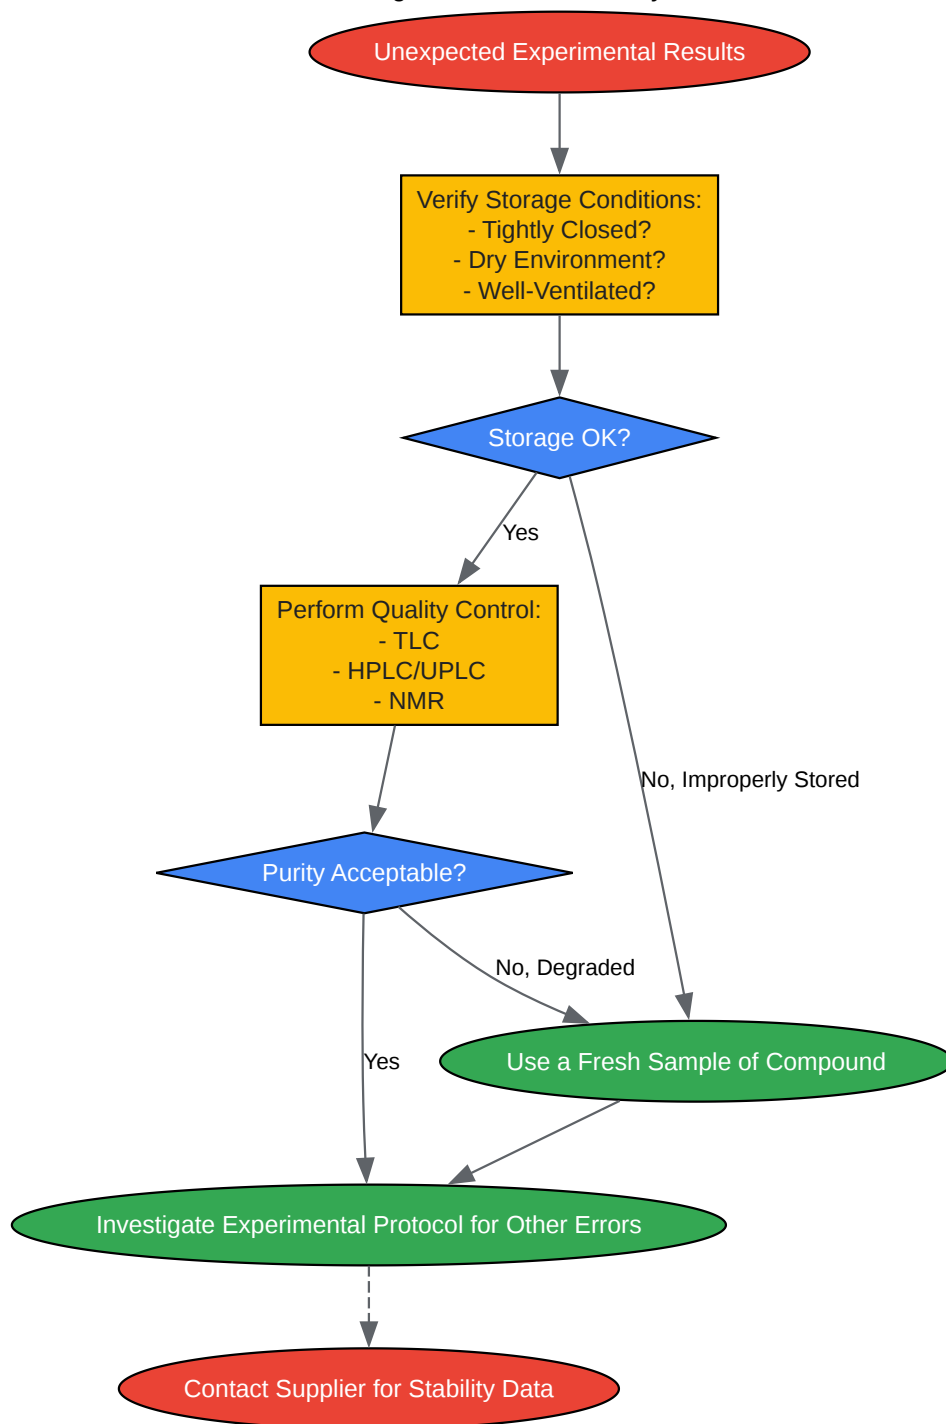 Unexpected Experimental Results
Verify Storage Conditions:
- Tightly Closed?
- Dry Environment?
- Well-Ventilated?
Storage OK?
Yes
Perform Quality Control:
- TLC
- HPLC/UPLC
- NMR
No, Improperly Stored
Purity Acceptable?
No, Degraded
Yes
Use a Fresh Sample of Compound
Investigate Experimental Protocol for Other Errors
Contact Supplier for Stability Data